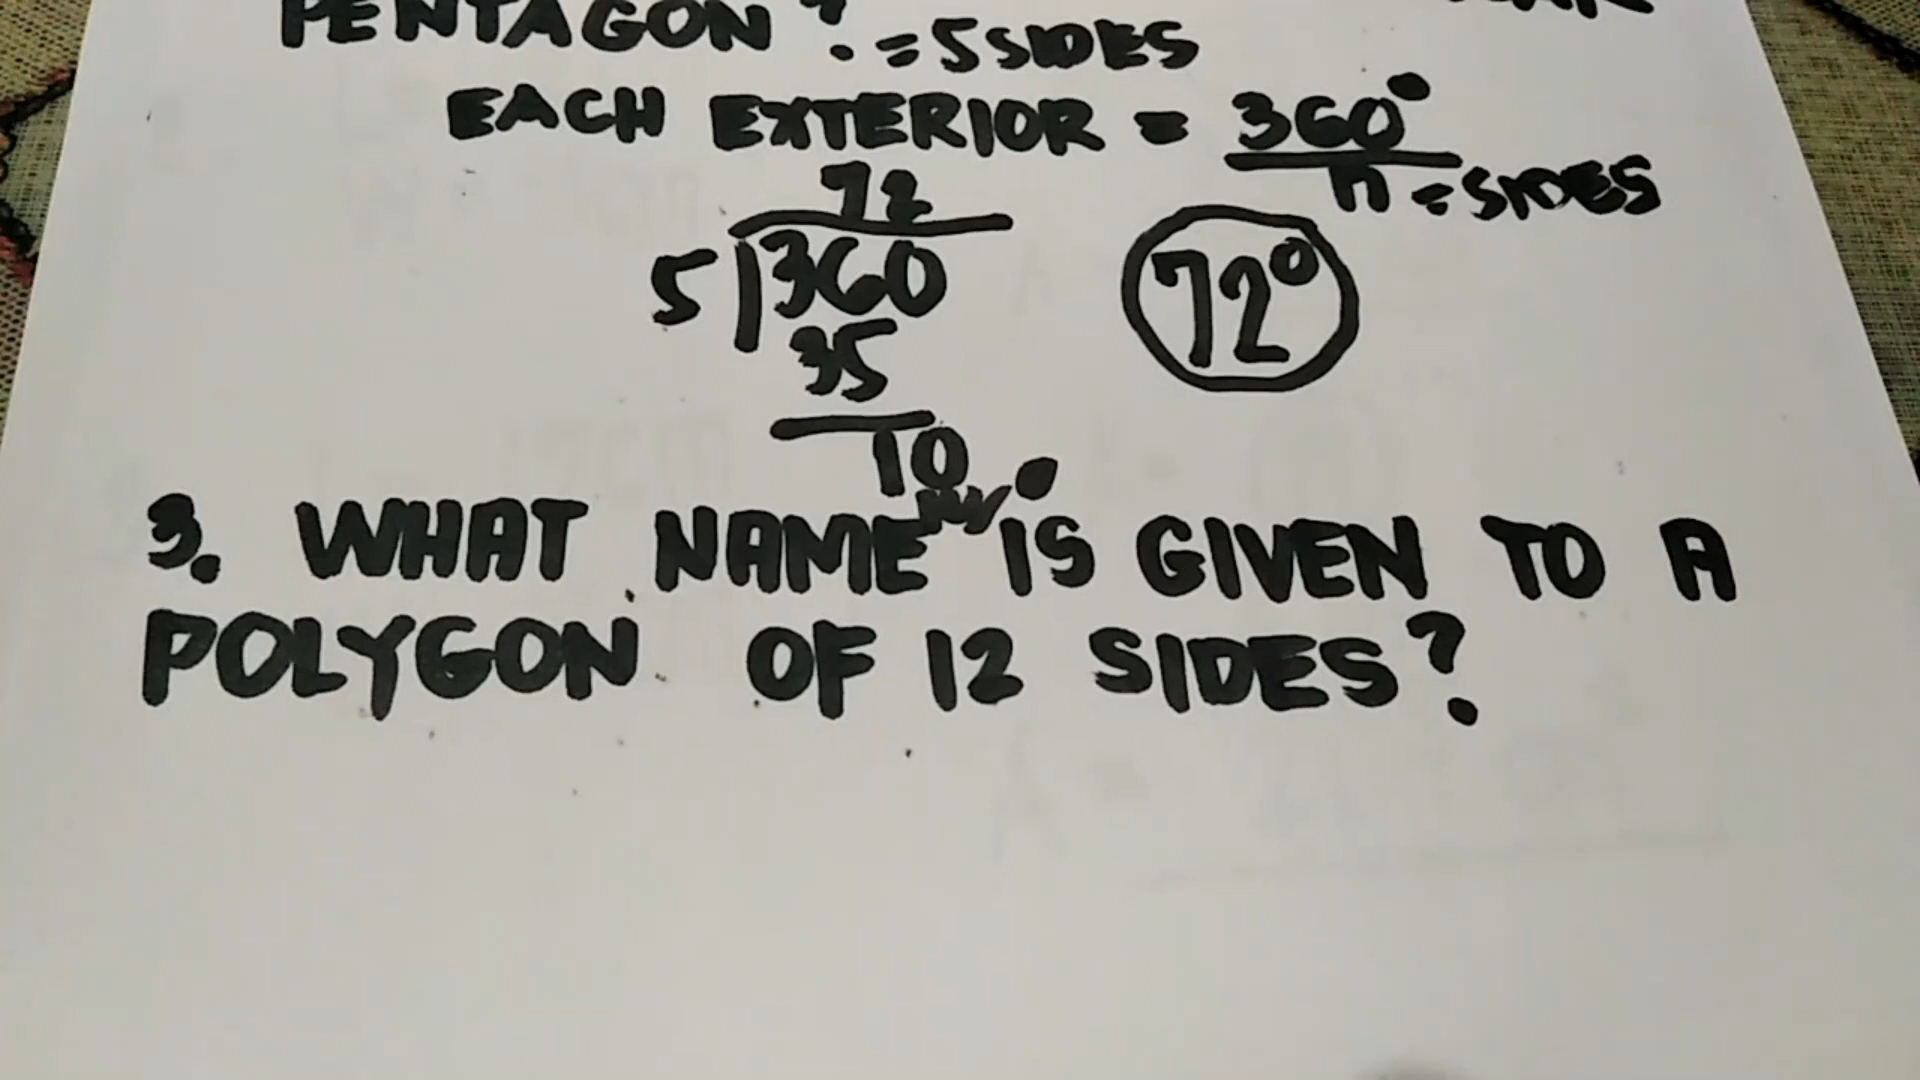 PENTAGON? = 5 SIDES
EACH EXTERIOR = 360°
n = SIDES
72
5 360 72°
35
10
3. WHAT NAME IS GIVEN TO A
POLYGON OF 12 SIDES?